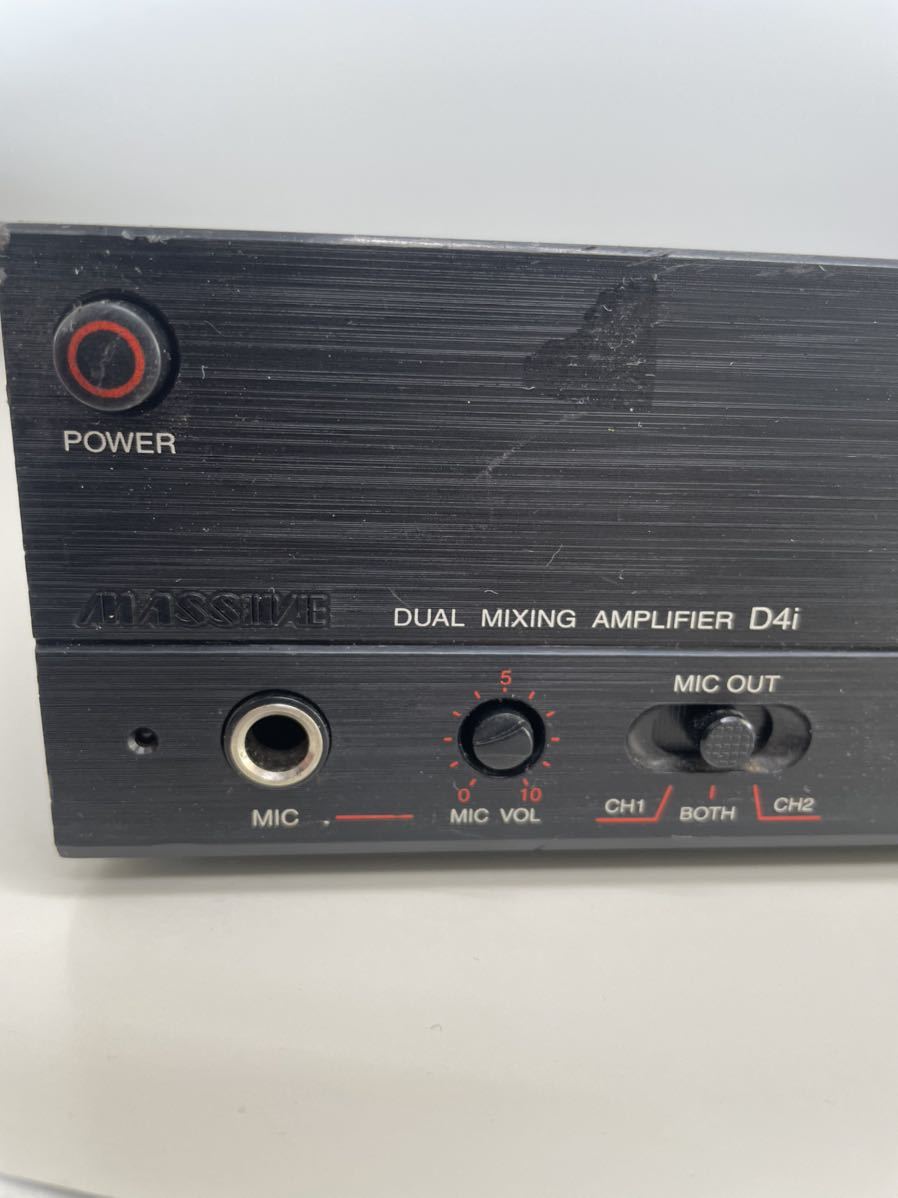 POWER
MASSIVE
DUAL MIXING AMPLIFIER D4i
MIC OUT
5
0
10
MIC
MIC VOL
CH1
BOTH
CH2